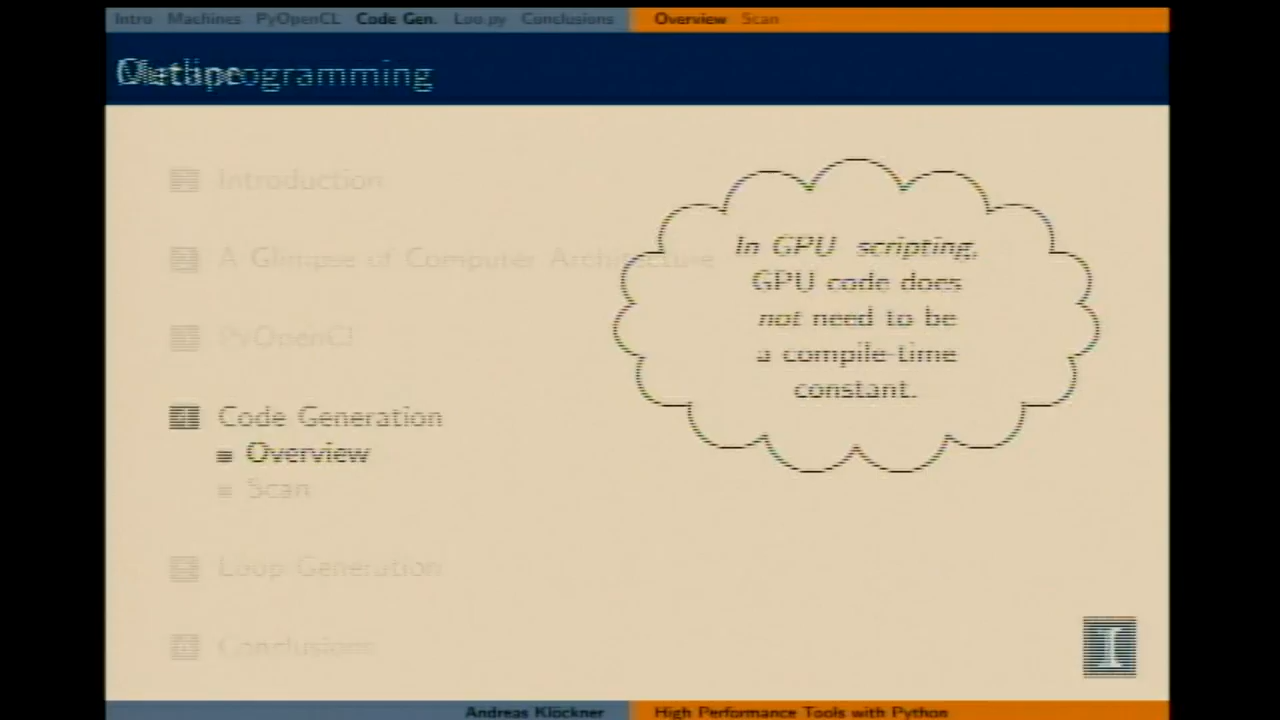 Intro Machines PyOpenCL Code Gen. Loo.py Conclusions Overview Scan
Outline
Metaprogramming
Introduction
A Glimpse of Computer Architecture
PyOpenCL
Code Generation
Overview
Scan
Loop Generation
Conclusions
In GPU scripting,
GPU code does
not need to be
a compile-time
constant.
I
Andreas Klöckner High Performance Tools with Python